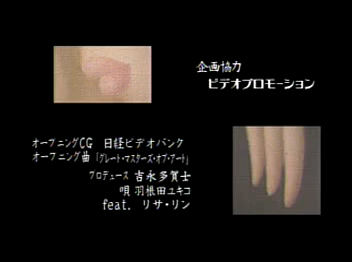 企画協力
ビデオプロモーション
オープニングCG 日経ビデオバンク
オープニング曲「グレート・マスターズ・オブ・アート」
プロデュース 吉永多賀士
唄 羽根田ユキコ
feat. リサ・リン